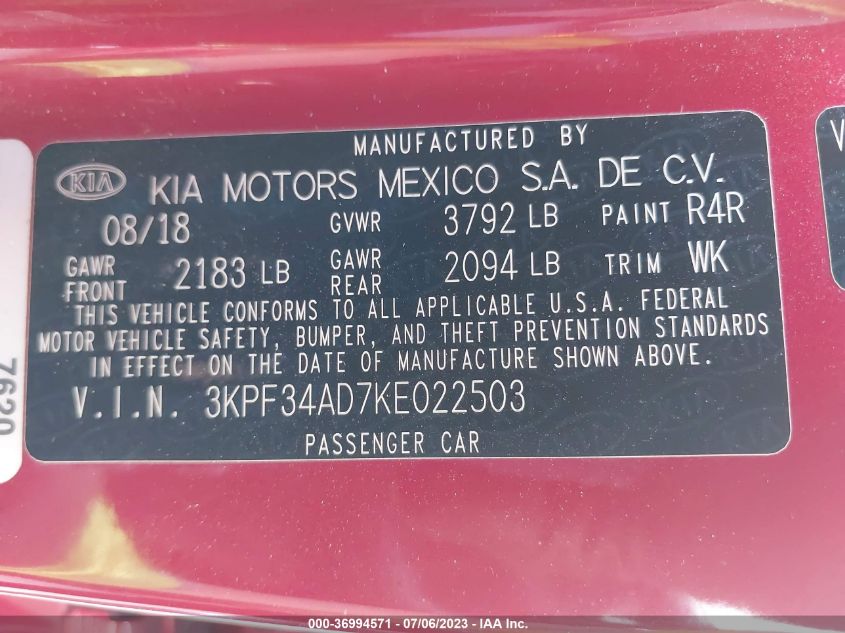 MANUFACTURED BY
KIA KIA MOTORS MEXICO S.A. DE C.V.
08/18 GVWR 3792 LB PAINT R4R
GAWR FRONT 2183 LB GAWR REAR 2094 LB TRIM WK
THIS VEHICLE CONFORMS TO ALL APPLICABLE U.S.A. FEDERAL
MOTOR VEHICLE SAFETY, BUMPER, AND THEFT PREVENTION STANDARDS
IN EFFECT ON THE DATE OF MANUFACTURE SHOWN ABOVE.
V.I.N. 3KPF34AD7KE022503
PASSENGER CAR
7620
V
000-36994571 / 07/06/2023 - IAA Inc.